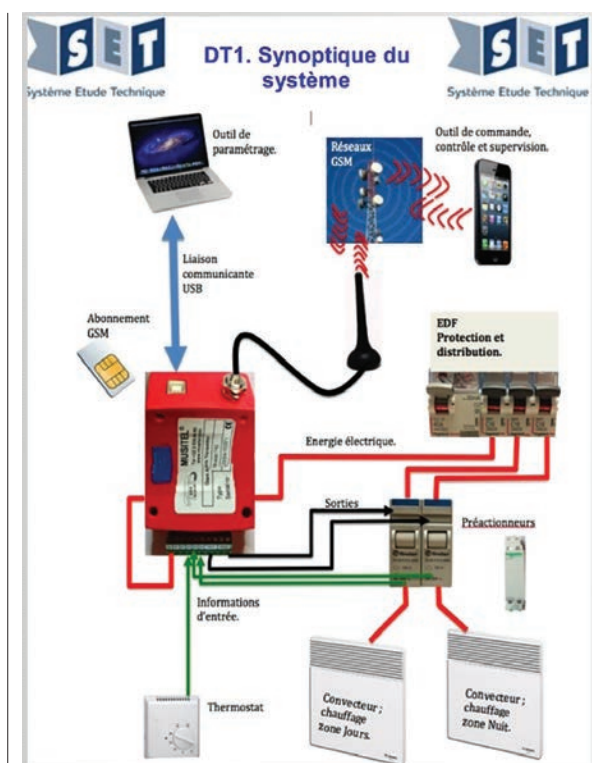 SET
Système Etude Technique
DT1. Synoptique du
système
SET
Système Etude Technique
Outil de
paramétrage.
Réseaux
GSM
Outil de commande,
contrôle et supervision.
Liaison
communicante
USB
Abonnement
GSM
EDF
Protection et
distribution.
MUSITEL
Energie électrique.
Sorties
Préactionneurs
Informations
d'entrée.
Thermostat
Convecteur ;
chauffage
zone Jours.
Convecteur ;
chauffage
zone Nuit.